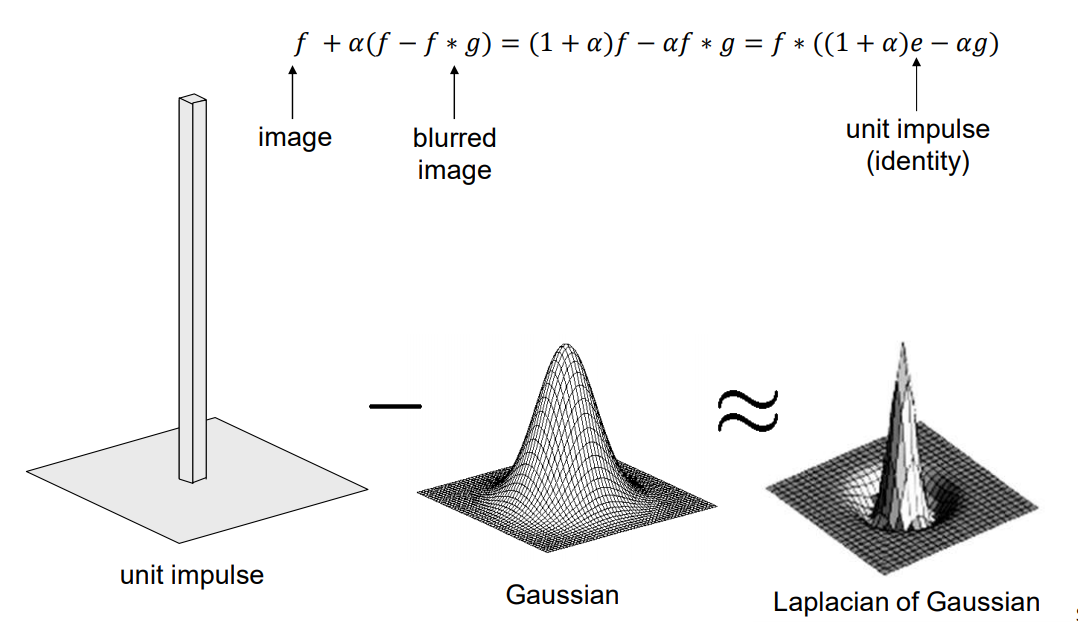 f + α(f − f ∗ g) = (1 + α)f − αf ∗ g = f ∗ ((1 + α)e − αg)
image
blurred
image
unit impulse
(identity)
−
≈
unit impulse
Gaussian
Laplacian of Gaussian